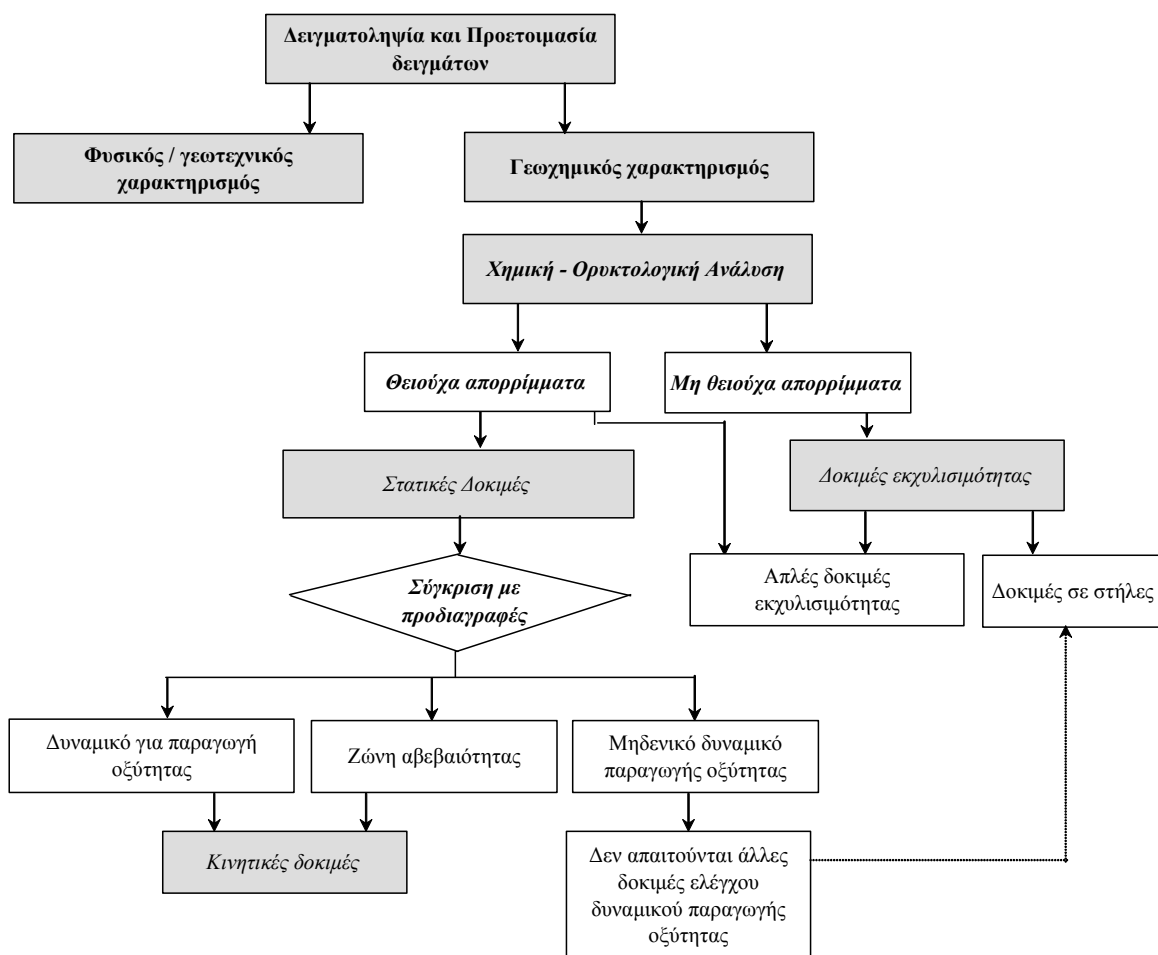 Δειγματοληψία και Προετοιμασία
δειγμάτων
Φυσικός / γεωτεχνικός
χαρακτηρισμός
Γεωχημικός χαρακτηρισμός
Χημική - Ορυκτολογική Ανάλυση
Θειούχα απορρίμματα
Μη θειούχα απορρίμματα
Στατικές Δοκιμές
Δοκιμές εκχυλισιμότητας
Σύγκριση με
προδιαγραφές
Απλές δοκιμές
εκχυλισιμότητας
Δοκιμές σε στήλες
Δυναμικό για παραγωγή
οξύτητας
Ζώνη αβεβαιότητας
Μηδενικό δυναμικό
παραγωγής οξύτητας
Κινητικές δοκιμές
Δεν απαιτούνται άλλες
δοκιμές ελέγχου
δυναμικού παραγωγής
οξύτητας